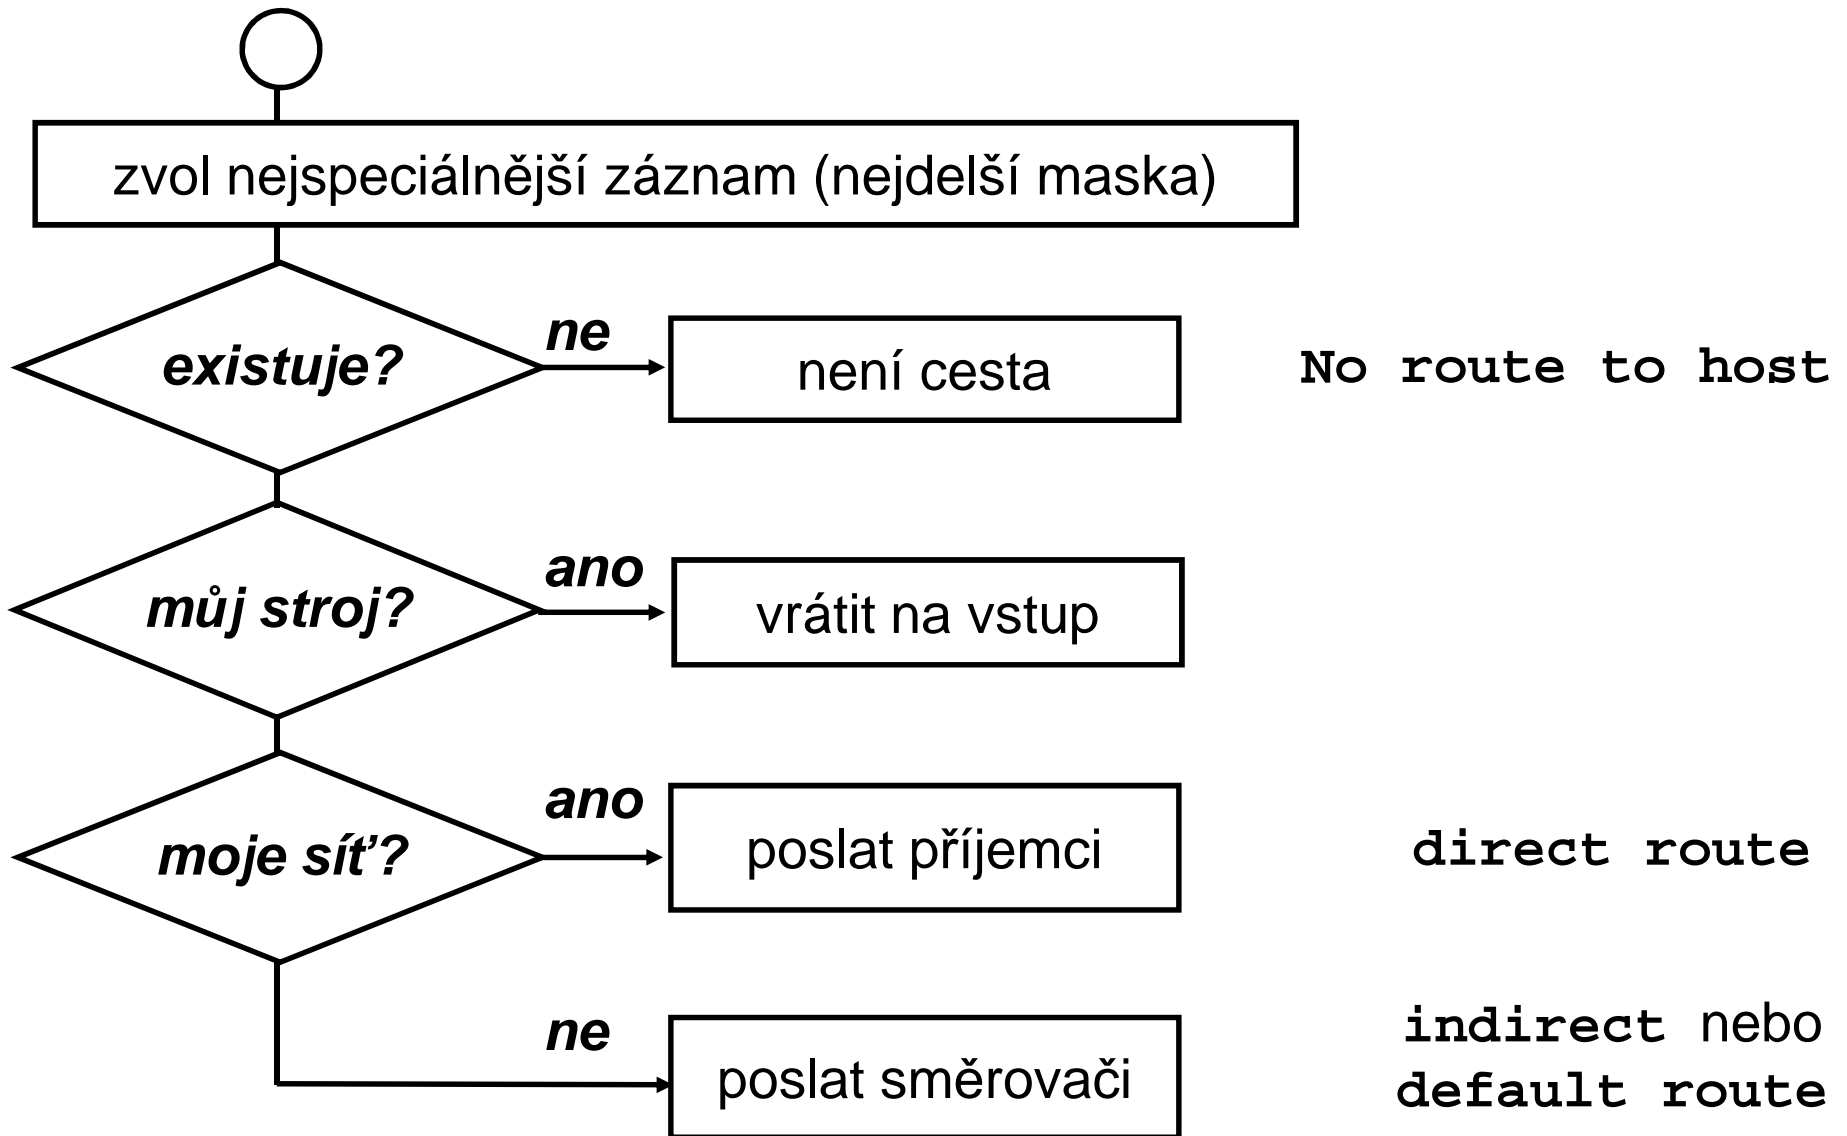 zvol nejspeciálnější záznam (nejdelší maska)
existuje?
ne
není cesta
No route to host
můj stroj?
ano
vrátit na vstup
moje síť?
ano
poslat příjemci
direct route
ne
poslat směrovači
indirect nebo
default route